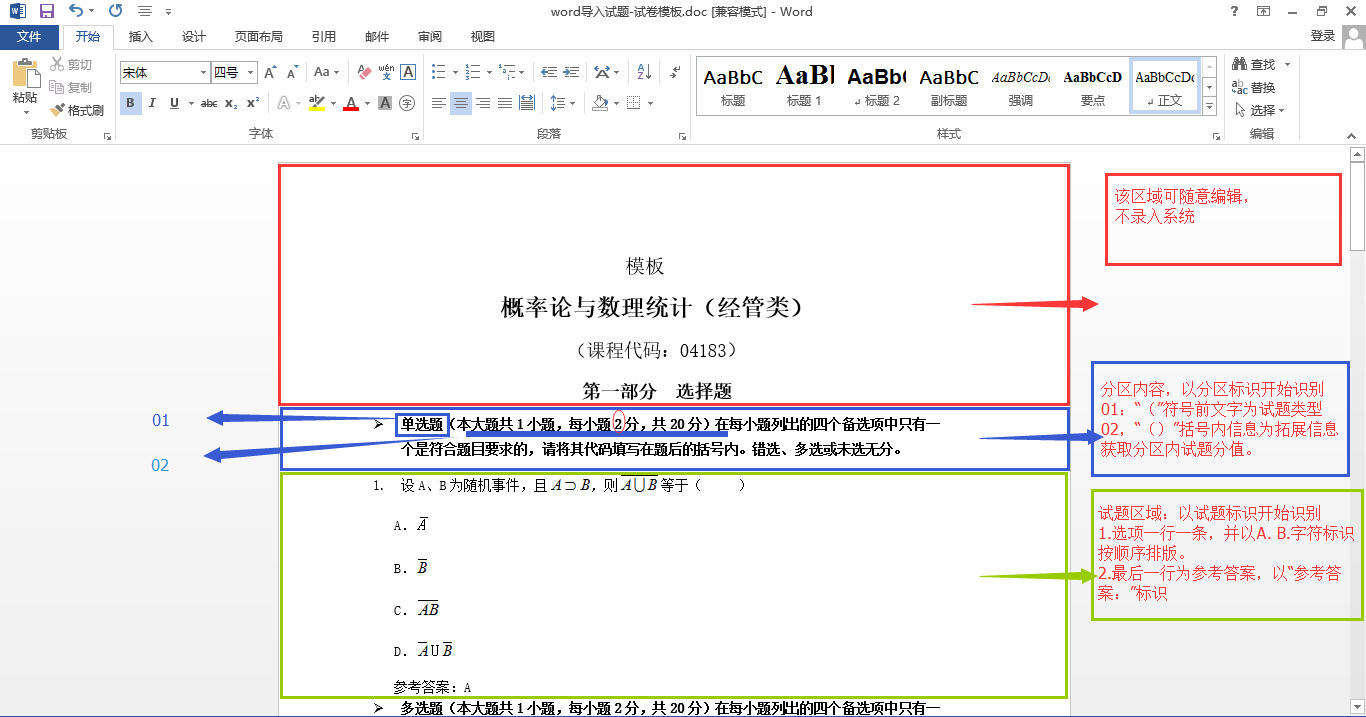 word导入试题-试卷模板.doc [兼容模式] - Word
文件 开始 插入 设计 页面布局 引用 邮件 审阅 视图 登录
粘贴 剪切 复制 格式刷 剪贴板
宋体 四号 字体
段落
AaBbC AaBl AaBb( AaBbC AaBbCcDc AaBbCcD AaBbCcDc
标题 标题 1 标题 2 副标题 强调 要点 正文
样式
查找 替换 选择 编辑
该区域可随意编辑，
不录入系统
模板
概率论与数理统计（经管类）
（课程代码：04183）
第一部分 选择题
01
02
➢ 单选题（本大题共 1 小题，每小题 2 分，共 20 分）在每小题列出的四个备选项中只有一
个是符合题目要求的，请将其代码填写在题后的括号内。错选、多选或未选无分。
分区内容，以分区标识开始识别
01：“（”符号前文字为试题类型
02，“（）”括号内信息为拓展信息
获取分区内试题分值。
1. 设 A、B 为随机事件，且 A⊃B，则 A̅∪̅B̅ 等于（ ）
A. A̅
B. B̅
C. A̅B̅
D. A̅∪B̅
参考答案：A
试题区域：以试题标识开始识别
1.选项一行一条，并以A. B.字符标识
按顺序排版。
2.最后一行为参考答案，以“参考答
案：”标识
➢ 多选题（本大题共 1 小题，每小题 2 分，共 20 分）在每小题列出的四个备选项中只有一